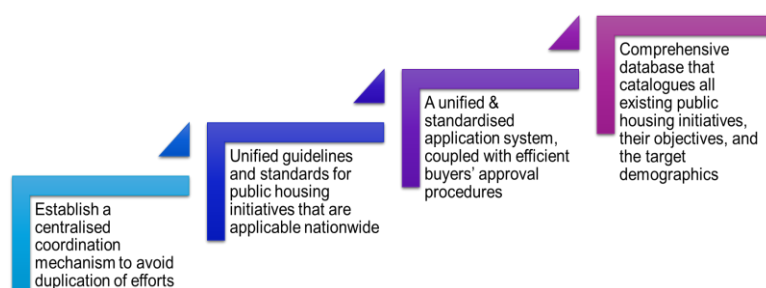 Establish a
centralised
coordination
mechanism to avoid
duplication of efforts
Unified guidelines
and standards for
public housing
initiatives that are
applicable nationwide
A unified &
standardised
application system,
coupled with efficient
buyers' approval
procedures
Comprehensive
database that
catalogues all
existing public
housing initiatives,
their objectives, and
the target
demographics